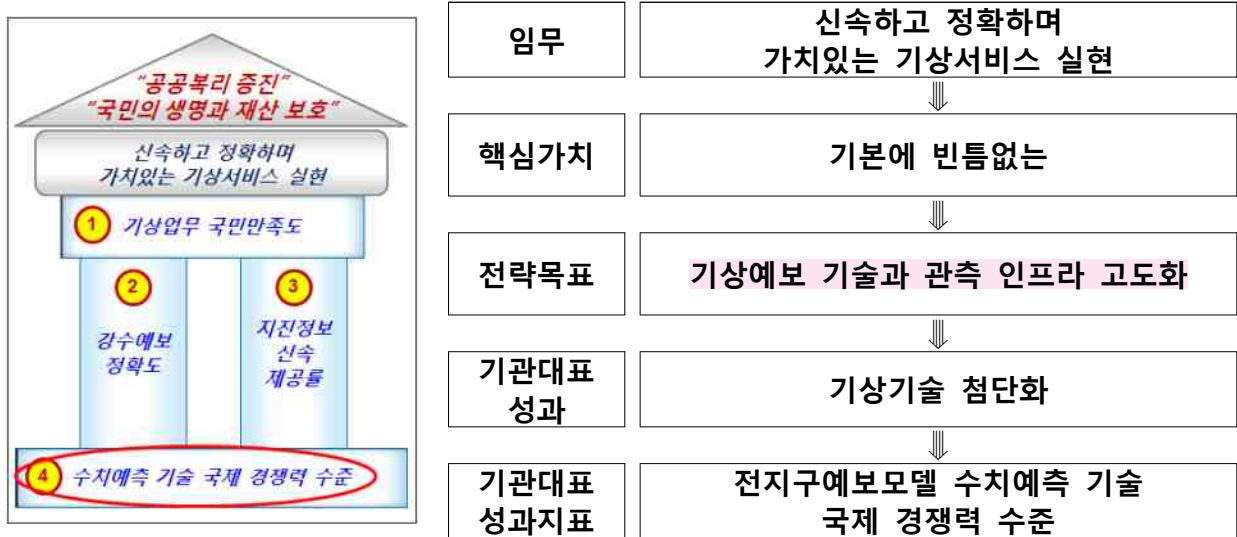 "공공복리 증진"
"국민의 생명과 재산 보호"
신속하고 정확하며
가치있는 기상서비스 실현
1 기상업무 국민만족도
2
강수예보
정확도
3
지진정보
신속
제공률
4 수치예측 기술 국제 경쟁력 수준
임무
신속하고 정확하며
가치있는 기상서비스 실현
⇓
핵심가치
기본에 빈틈없는
⇓
전략목표
기상예보 기술과 관측 인프라 고도화
⇓
기관대표
성과
기상기술 첨단화
⇓
기관대표
성과지표
전지구예보모델 수치예측 기술
국제 경쟁력 수준